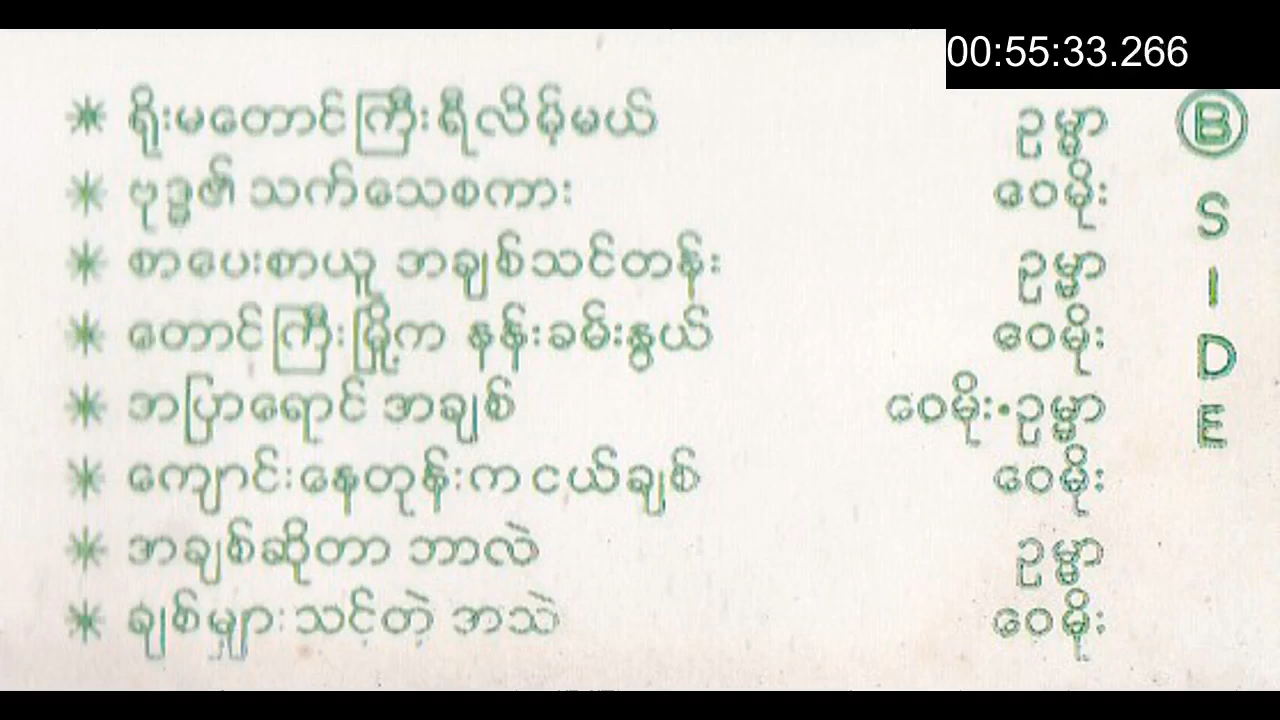 00:55:33.266
Ⓑ SIDE
✴ ရိုးမတောင်ကြီးရီလိမ့်မယ် ဥမ္မာ
✴ ဗုဒ္ဓ၏ သက်သေစကား ဝေမိုး
✴ စာပေးစာယူ အချစ်သင်တန်း ဥမ္မာ
✴ တောင်ကြီးမြို့က နန်းခမ်းနွယ် ဝေမိုး
✴ အပြာရောင် အချစ် ဝေမိုး • ဥမ္မာ
✴ ကျောင်းနေတုန်းက ငယ်ချစ် ဝေမိုး
✴ အချစ်ဆိုတာ ဘာလဲ ဥမ္မာ
✴ ချစ်မျှားသင့်တဲ့ အသဲ ဝေမိုး